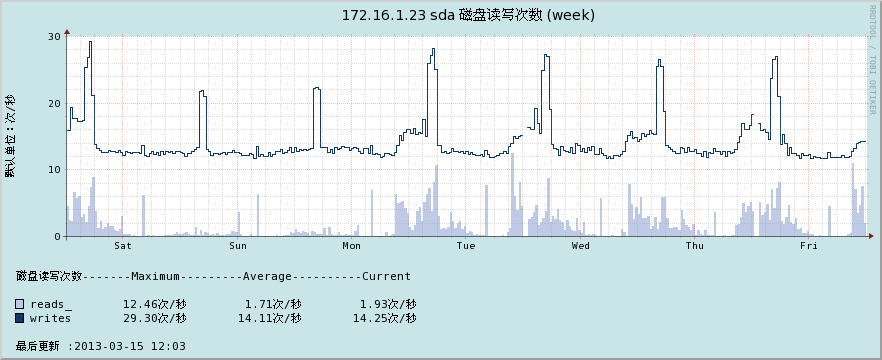 172.16.1.23 sda 磁盘读写次数 (week)
RRDTOOL / TOBI OETIKER
默认单位：次/秒
30
20
10
0
Sat Sun Mon Tue Wed Thu Fri
磁盘读写次数-------Maximum---------Average----------Current
reads_ 12.46次/秒 1.71次/秒 1.93次/秒
writes 29.30次/秒 14.11次/秒 14.25次/秒
最后更新 :2013-03-15 12:03